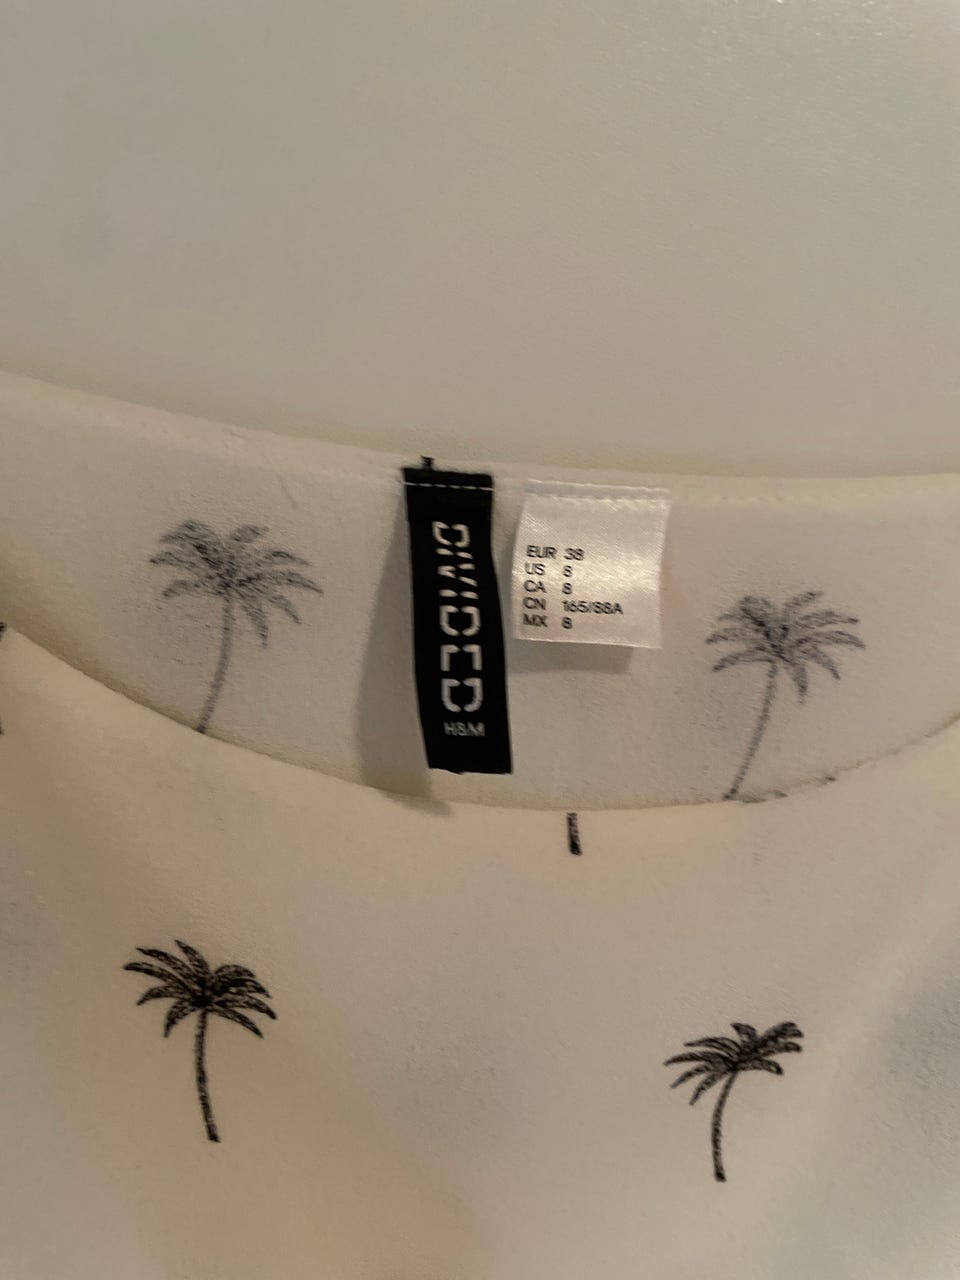 DIVIDED
H&M
EUR 38
US 8
CA 8
CN 165/88A
MX 8